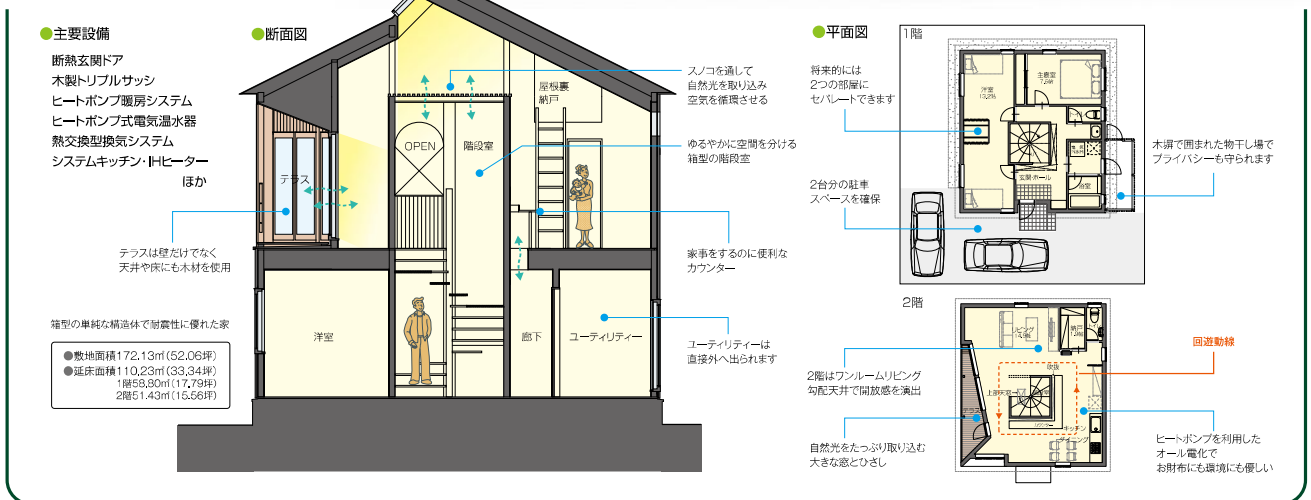 ●主要設備
断熱玄関ドア
木製トリプルサッシ
ヒートポンプ暖房システム
ヒートポンプ式電気温水器
熱交換型換気システム
システムキッチン・IHヒーター
ほか
テラスは壁だけでなく
天井や床にも木材を使用
箱型の単純な構造体で耐震性に優れた家
●敷地面積172.13㎡(52.06坪)
●延床面積110,23㎡(33,34坪)
1階58,80㎡(17,79坪)
2階51.43㎡(15.56坪)
●断面図
テラス
OPEN
階段室
屋根裏
納戸
洋室
廊下
ユーティリティー
スノコを通して
自然光を取り込み
空気を循環させる
ゆるやかに空間を分ける
箱型の階段室
家事をするのに便利な
カウンター
ユーティリティーは
直接外へ出られます
●平面図
1階
将来的には
2つの部屋に
セパレートできます
2台分の駐車
スペースを確保
洋室
13,2㎡
主寝室
玄関・ホール
浴室
木塀で囲まれた物干し場で
プライバシーも守られます
2階
2階はワンルームリビング
勾配天井で開放感を演出
自然光をたっぷり取り込む
大きな窓とひさし
リビング
納戸
吹抜
テラス
カウンター
キッチン
ダイニング
回遊動線
ヒートポンプを利用した
オール電化で
お財布にも環境にも優しい